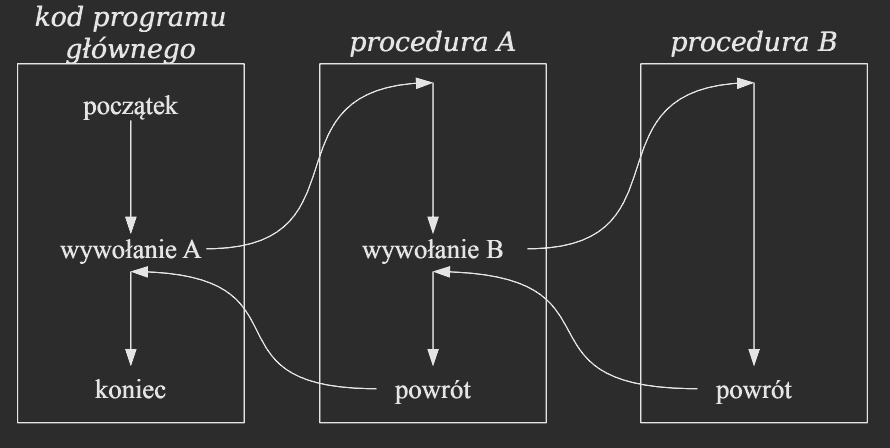 kod programu
głównego
procedura A
procedura B
początek
wywołanie A
koniec
wywołanie B
powrót
powrót